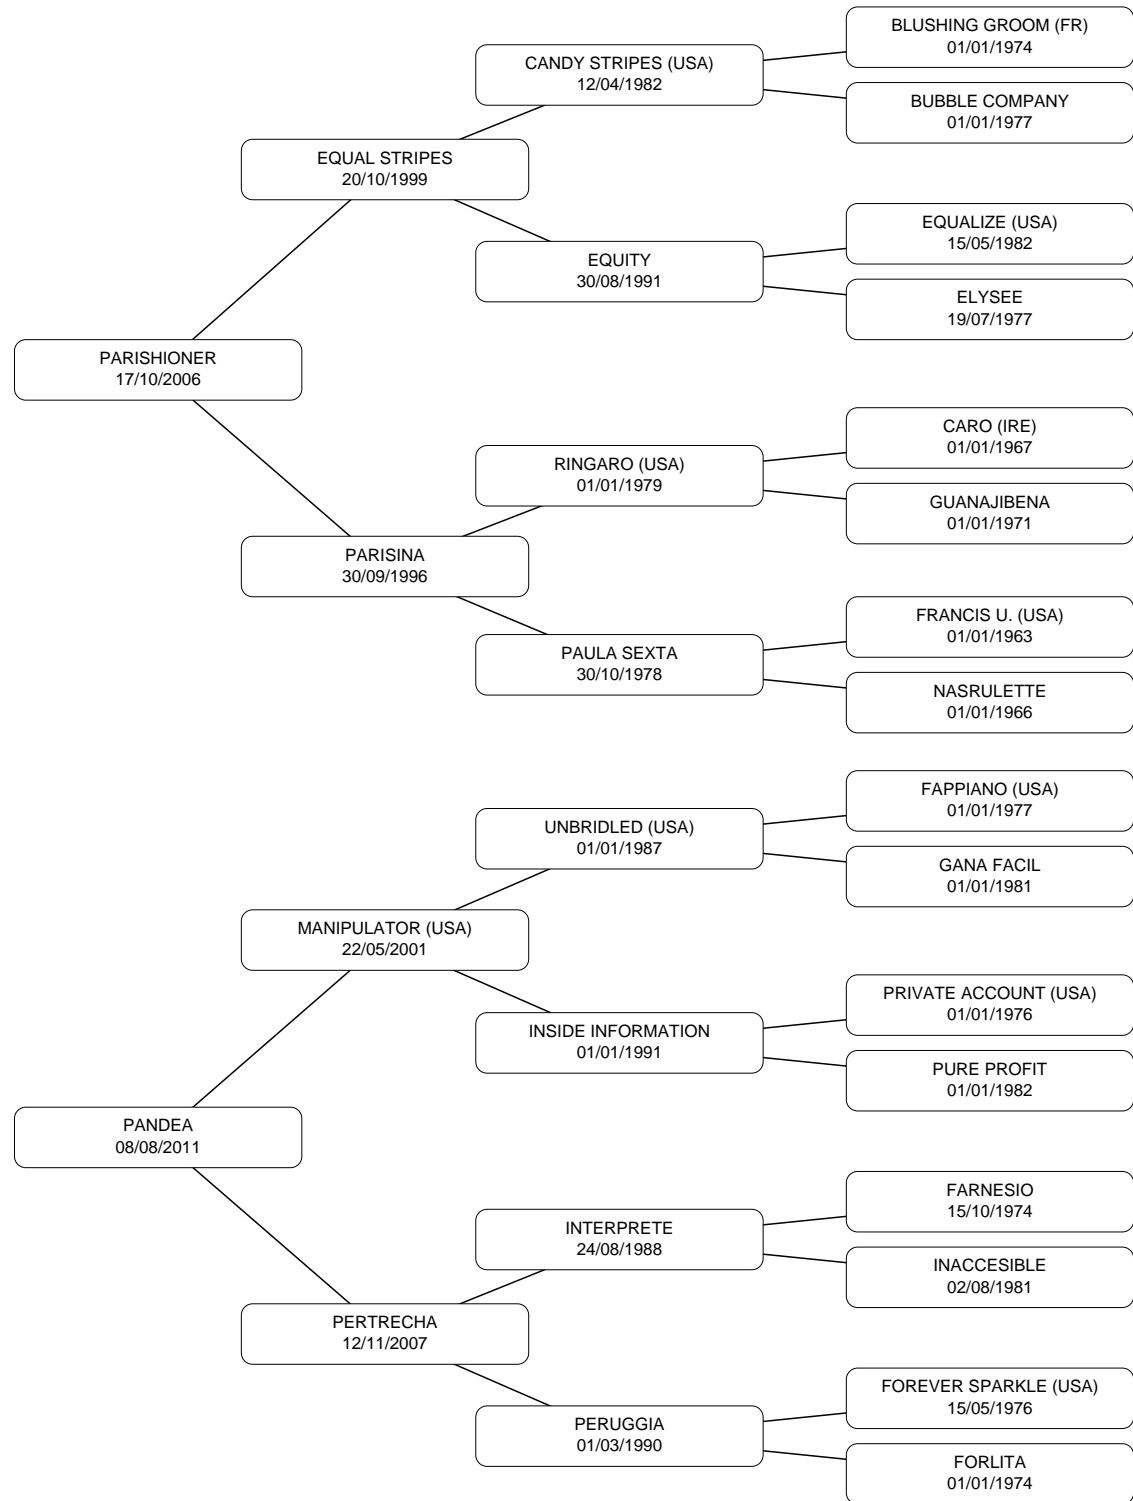 BLUSHING GROOM (FR)
01/01/1974
CANDY STRIPES (USA)
12/04/1982
BUBBLE COMPANY
01/01/1977
EQUAL STRIPES
20/10/1999
EQUALIZE (USA)
15/05/1982
EQUITY
30/08/1991
ELYSEE
19/07/1977
PARISHIONER
17/10/2006
CARO (IRE)
01/01/1967
RINGARO (USA)
01/01/1979
GUANAJIBENA
01/01/1971
PARISINA
30/09/1996
FRANCIS U. (USA)
01/01/1963
PAULA SEXTA
30/10/1978
NASRULETTE
01/01/1966
FAPPIANO (USA)
01/01/1977
UNBRIDLED (USA)
01/01/1987
GANA FACIL
01/01/1981
MANIPULATOR (USA)
22/05/2001
PRIVATE ACCOUNT (USA)
01/01/1976
INSIDE INFORMATION
01/01/1991
PURE PROFIT
01/01/1982
PANDEA
08/08/2011
FARNESIO
15/10/1974
INTERPRETE
24/08/1988
INACCESIBLE
02/08/1981
PERTRECHA
12/11/2007
FOREVER SPARKLE (USA)
15/05/1976
PERUGGIA
01/03/1990
FORLITA
01/01/1974